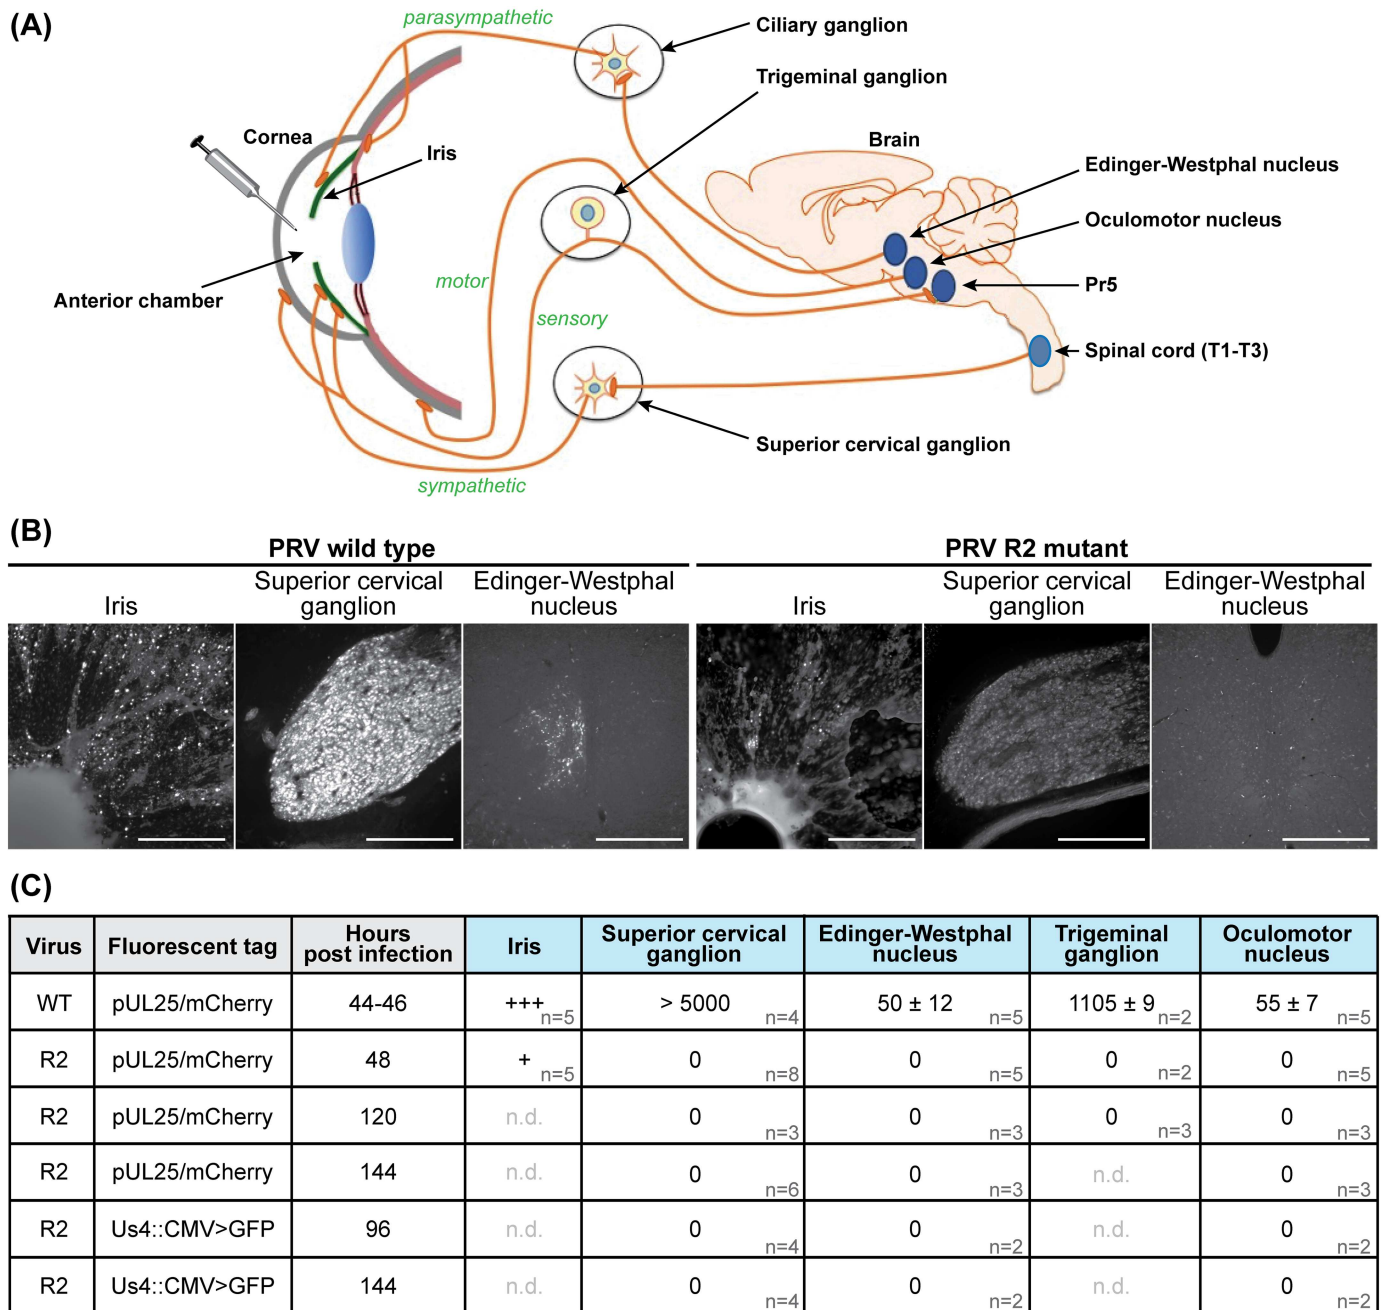 (A)
parasympathetic
Ciliary ganglion
Trigeminal ganglion
Cornea
Iris
Brain
Edinger-Westphal nucleus
Oculomotor nucleus
Anterior chamber
motor
sensory
Pr5
Spinal cord (T1-T3)
Superior cervical ganglion
sympathetic
(B)
PRV wild type
PRV R2 mutant
Iris
Superior cervical
ganglion
Edinger-Westphal
nucleus
Iris
Superior cervical
ganglion
Edinger-Westphal
nucleus
(C)
Virus Fluorescent tag Hours post infection Iris Superior cervical ganglion Edinger-Westphal nucleus Trigeminal ganglion Oculomotor nucleus
WT pUL25/mCherry 44-46 +++ n=5 > 5000 n=4 50 ± 12 n=5 1105 ± 9 n=2 55 ± 7 n=5
R2 pUL25/mCherry 48 + n=5 0 n=8 0 n=5 0 n=2 0 n=5
R2 pUL25/mCherry 120 n.d. 0 n=3 0 n=3 0 n=3 0 n=3
R2 pUL25/mCherry 144 n.d. 0 n=6 0 n=3 n.d. 0 n=3
R2 Us4::CMV>GFP 96 n.d. 0 n=4 0 n=2 n.d. 0 n=2
R2 Us4::CMV>GFP 144 n.d. 0 n=4 0 n=2 n.d. 0 n=2